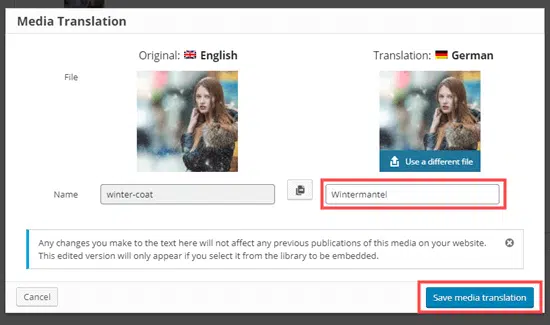 Media Translation
Original: English
Translation: German
File
Use a different file
Name
winter-coat
Wintermantel
Any changes you make to the text here will not affect any previous publications of this media on your website.
This edited version will only appear if you select it from the library to be embedded.
Cancel
Save media translation